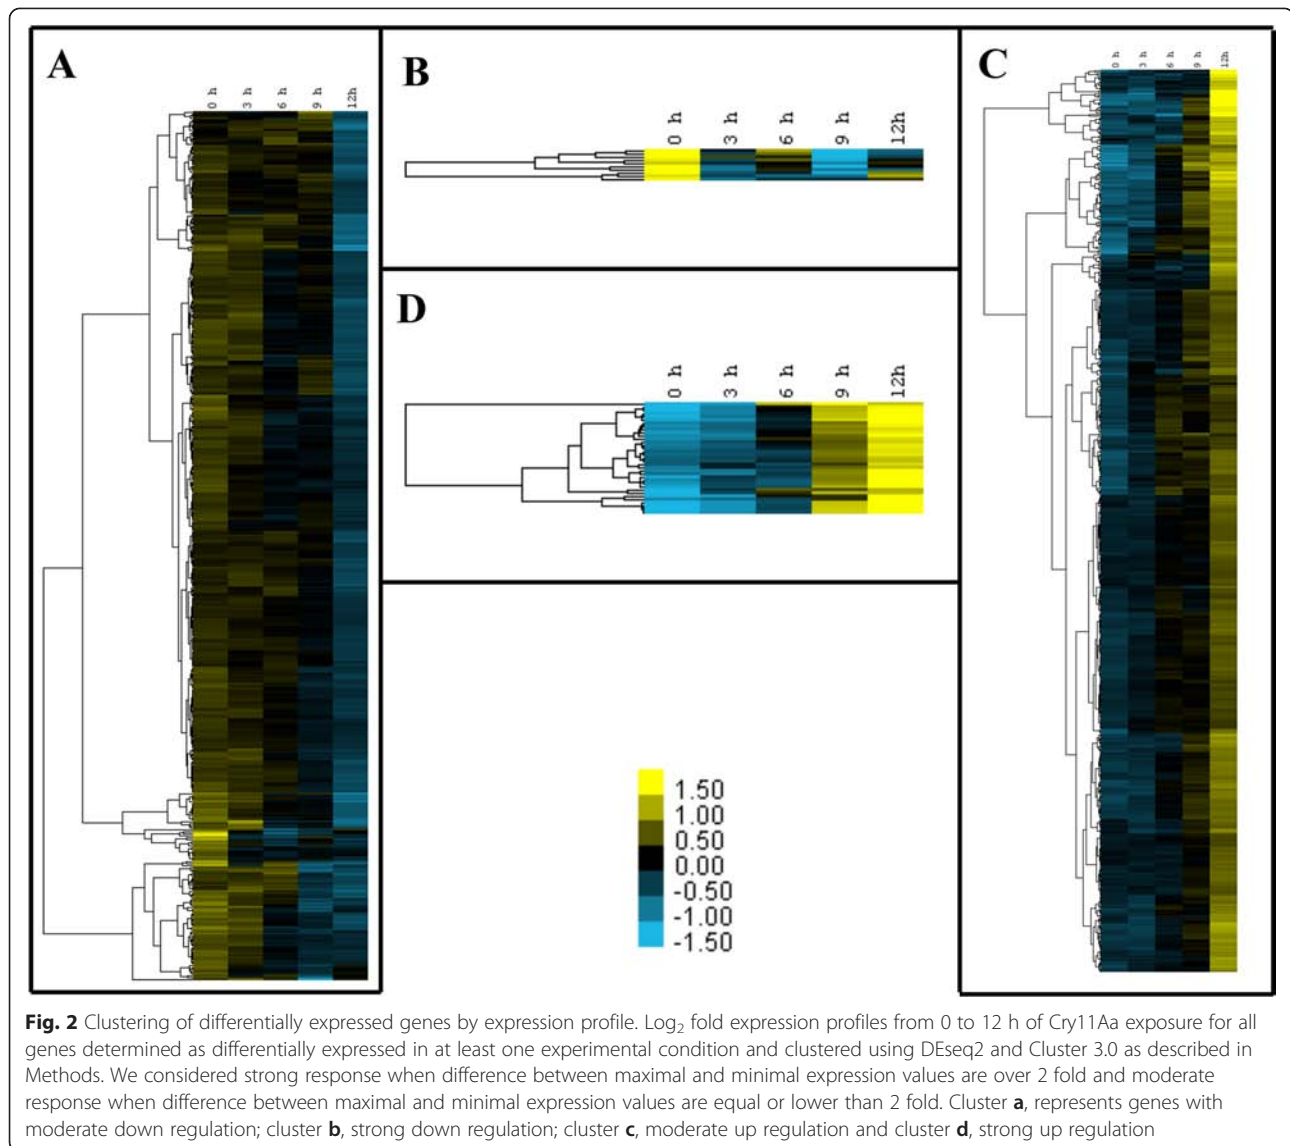 A
0 h 3 h 6 h 9 h 12h
B
0 h 3 h 6 h 9 h 12h
C
0 h 3 h 6 h 9 h 12h
D
0 h 3 h 6 h 9 h 12h
1.50
1.00
0.50
0.00
-0.50
-1.00
-1.50
Fig. 2 Clustering of differentially expressed genes by expression profile. Log₂ fold expression profiles from 0 to 12 h of Cry11Aa exposure for all
genes determined as differentially expressed in at least one experimental condition and clustered using DEseq2 and Cluster 3.0 as described in
Methods. We considered strong response when difference between maximal and minimal expression values are over 2 fold and moderate
response when difference between maximal and minimal expression values are equal or lower than 2 fold. Cluster a, represents genes with
moderate down regulation; cluster b, strong down regulation; cluster c, moderate up regulation and cluster d, strong up regulation